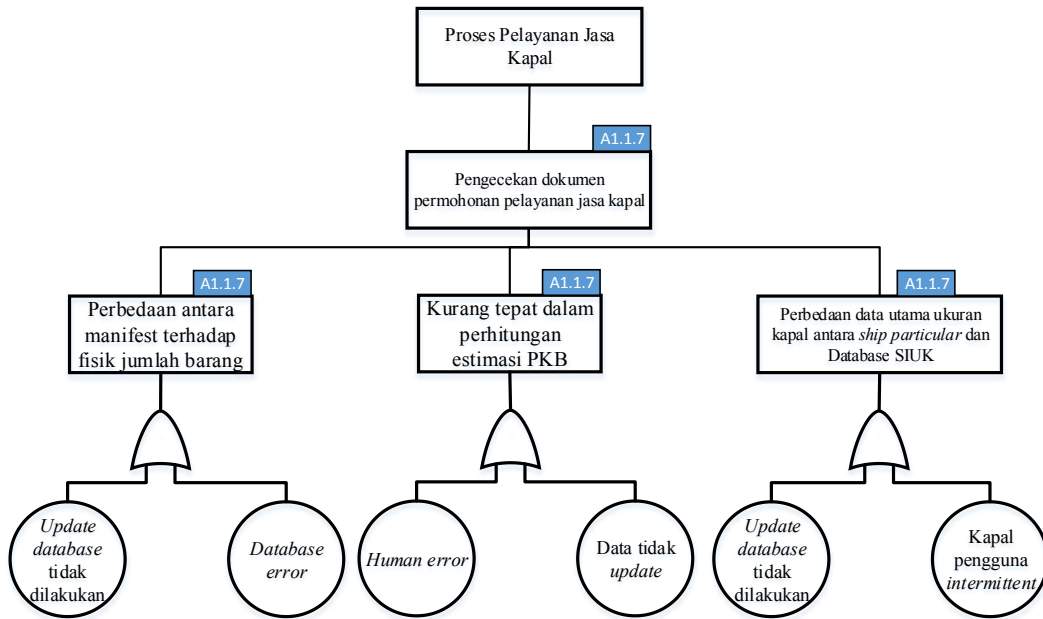 Proses Pelayanan Jasa
Kapal
A1.1.7
Pengecekan dokumen
permohonan pelayanan jasa kapal
A1.1.7
Perbedaan antara
manifest terhadap
fisik jumlah barang
A1.1.7
Kurang tepat dalam
perhitungan
estimasi PKB
A1.1.7
Perbedaan data utama ukuran
kapal antara ship particular dan
Database SIUK
Update
database
tidak
dilakukan
Database
error
Human error
Data tidak
update
Update
database
tidak
dilakukan
Kapal
pengguna
intermittent